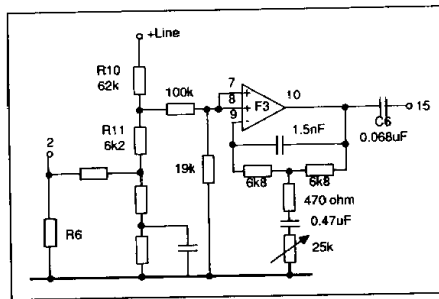 +Line
R10
62k
100k
7
8
9
F3
10
15
C6
0.068uF
R11
6k2
1.5nF
2
19k
6k8
6k8
470 ohm
0.47uF
25k
R6